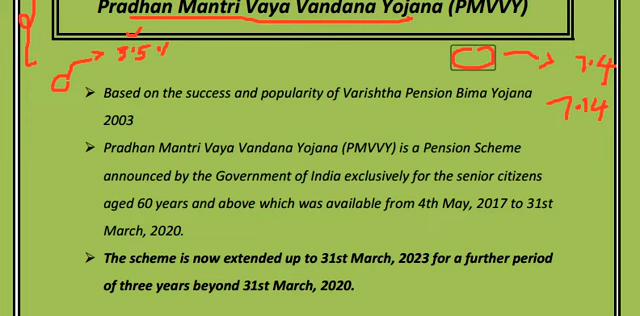 Pradhan Mantri Vaya Vandana Yojana (PMVVY)
7.4
7.14
➢ Based on the success and popularity of Varishtha Pension Bima Yojana
2003
➢ Pradhan Mantri Vaya Vandana Yojana (PMVVY) is a Pension Scheme
announced by the Government of India exclusively for the senior citizens
aged 60 years and above which was available from 4th May, 2017 to 31st
March, 2020.
➢ The scheme is now extended up to 31st March, 2023 for a further period
of three years beyond 31st March, 2020.